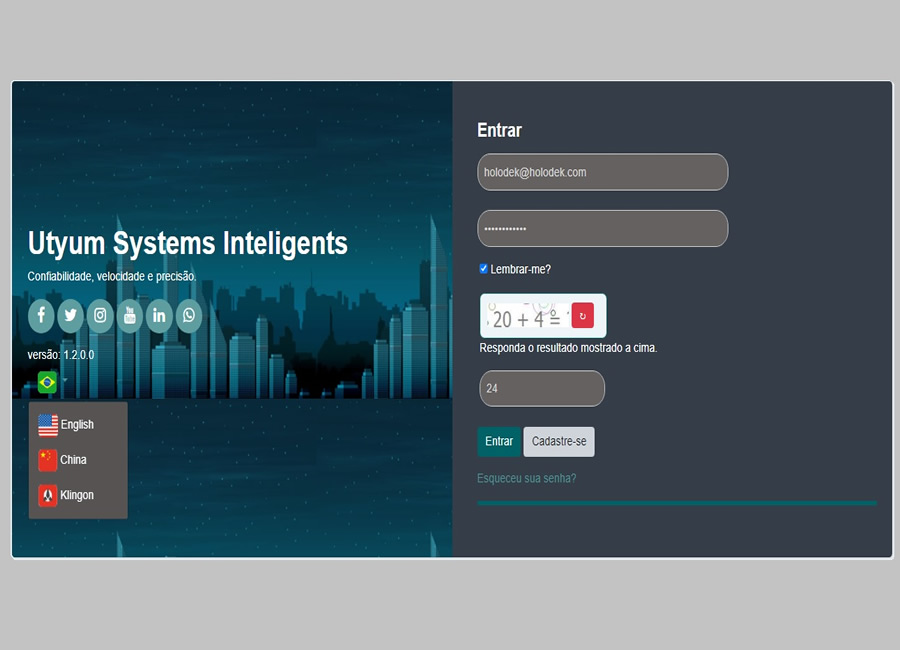 Utyum Systems Inteligents
Confiabilidade, velocidade e precisão.
versão: 1.2.0.0
English
China
Klingon
Entrar
holodek@holodek.com
Lembrar-me?
20 + 4 =
Responda o resultado mostrado a cima.
24
Entrar
Cadastre-se
Esqueceu sua senha?